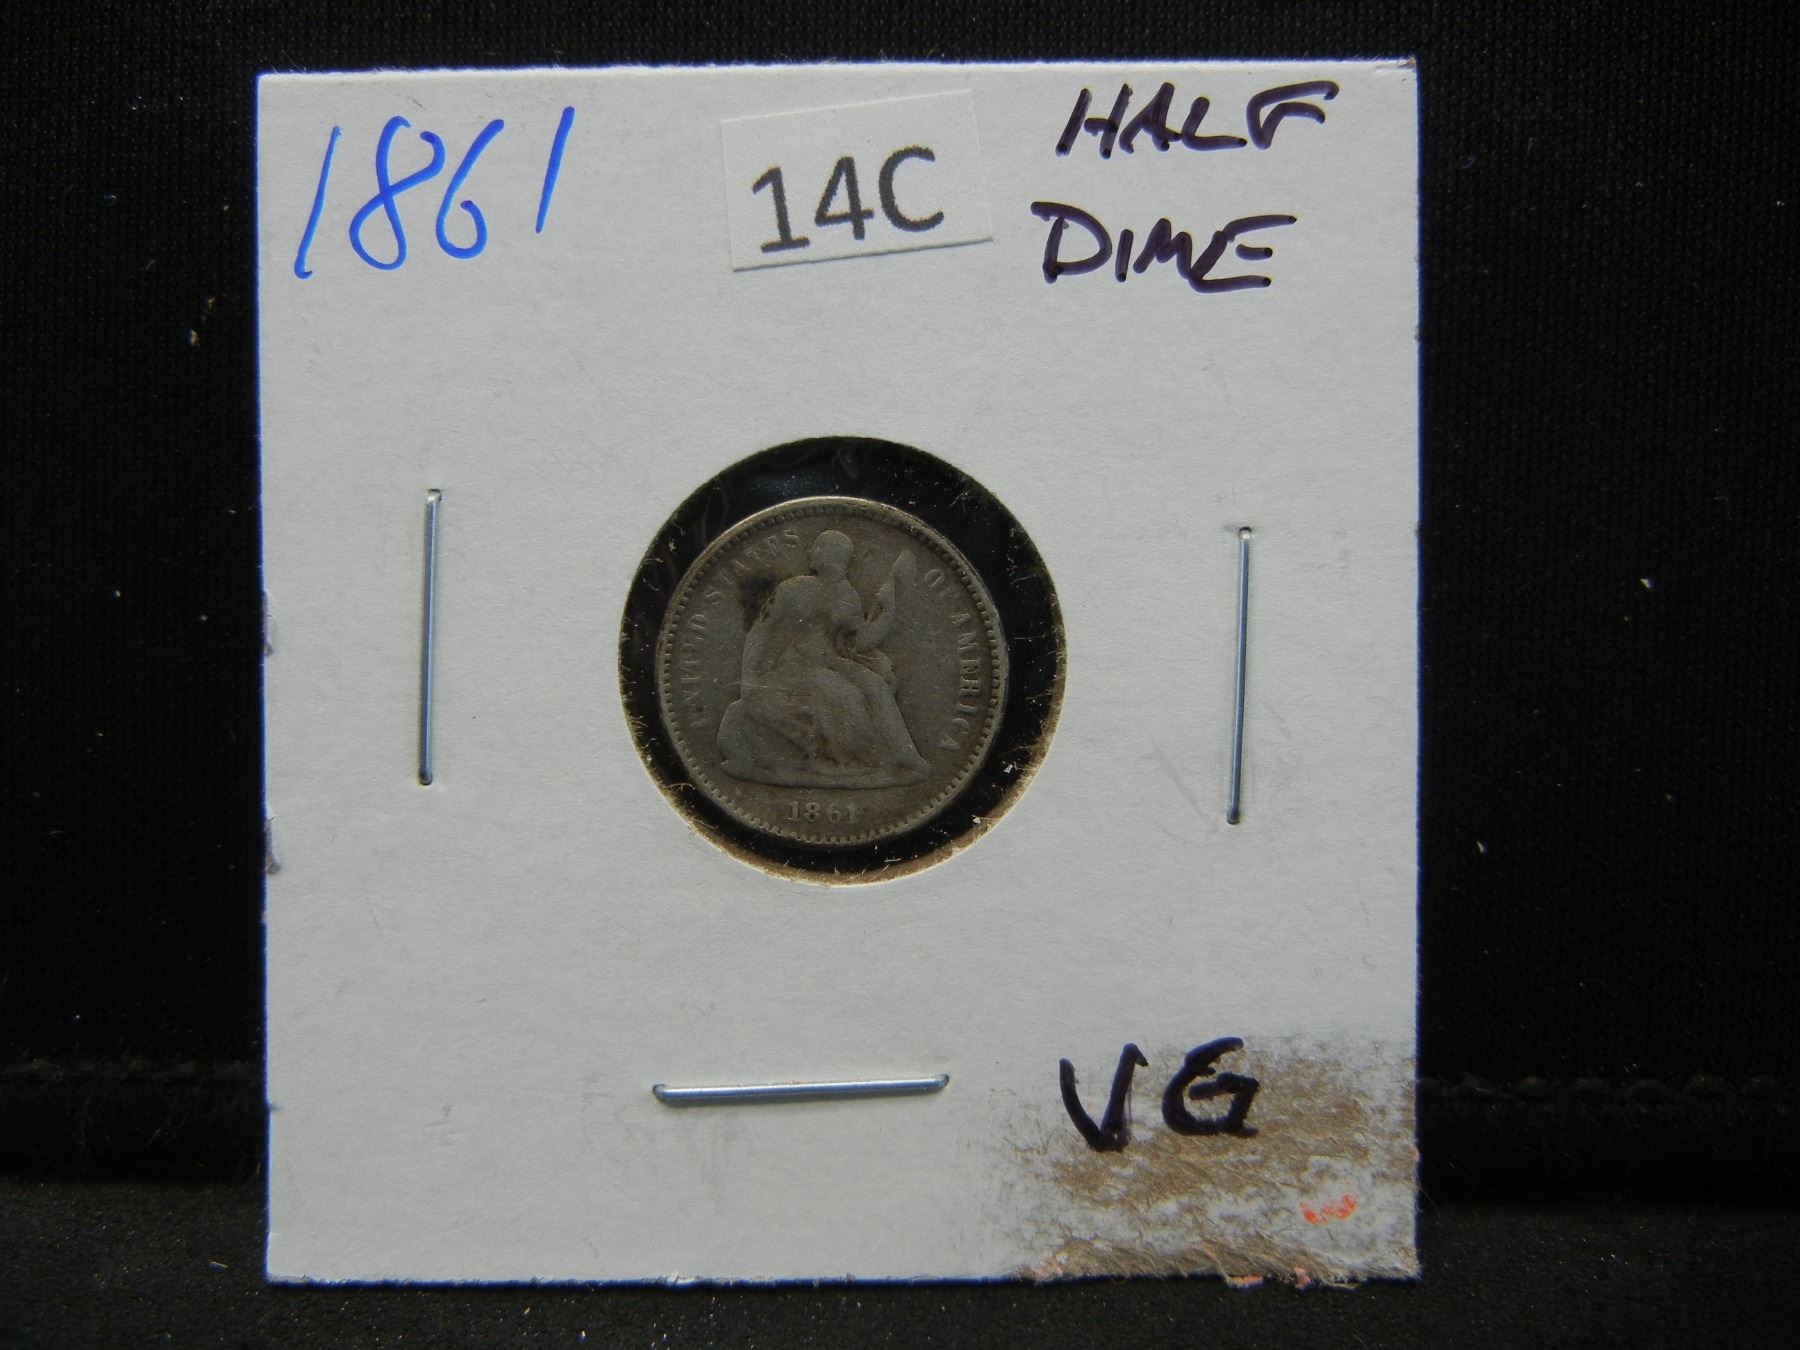 1861
14C
HALF
DIME
UNITED STATES OF AMERICA
1861
VG